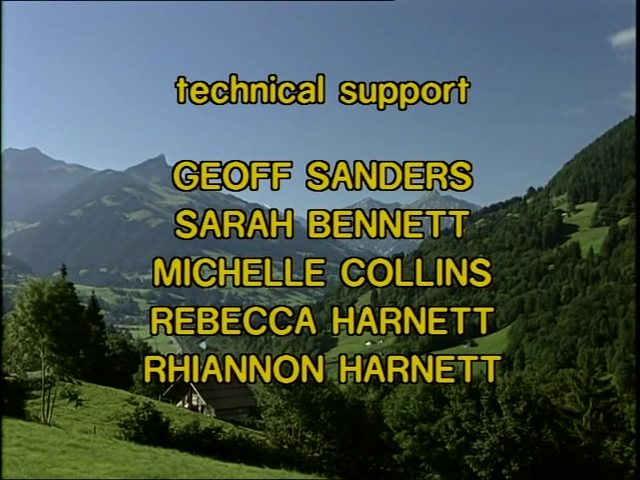 technical support
GEOFF SANDERS
SARAH BENNETT
MICHELLE COLLINS
REBECCA HARNETT
RHIANNON HARNETT